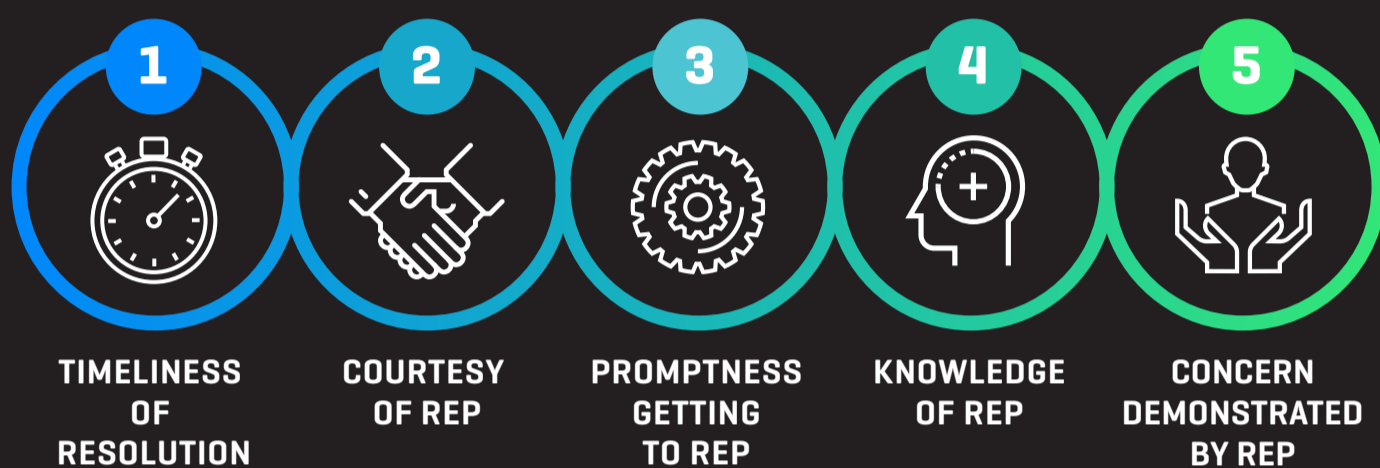 1
TIMELINESS
OF
RESOLUTION
2
COURTESY
OF REP
3
PROMPTNESS
GETTING
TO REP
4
KNOWLEDGE
OF REP
5
CONCERN
DEMONSTRATED
BY REP